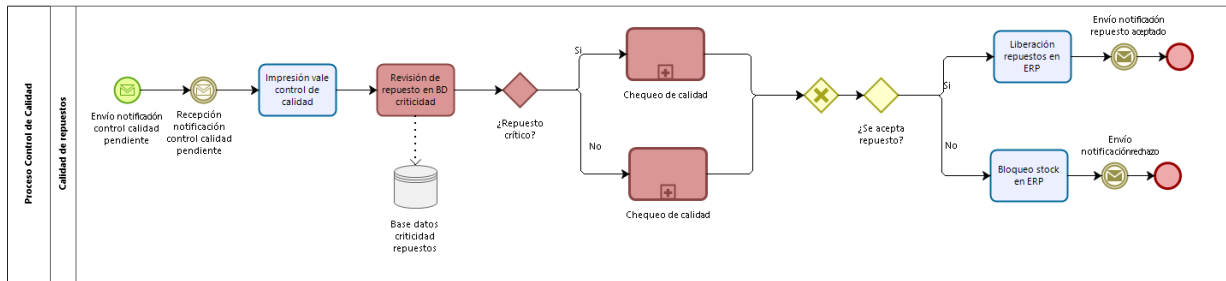 Proceso Control de Calidad
Calidad de repuestos
Envío notificación
control calidad
pendiente
Recepción
notificación
control calidad
pendiente
Impresión vale
control de
calidad
Revisión de
repuesto en BD
criticidad
Base datos
criticidad
repuestos
¿Repuesto
crítico?
Si
No
Chequeo de calidad
Chequeo de calidad
¿Se acepta
repuesto?
Si
No
Liberación
repuestos en
ERP
Envío notificación
repuesto aceptado
Bloqueo stock
en ERP
Envío
notificación rechazo